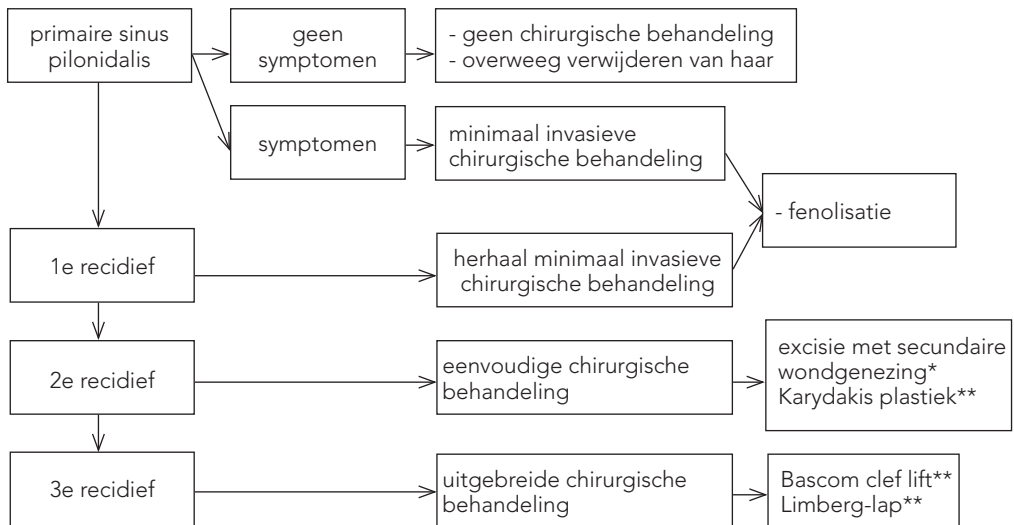 primaire sinus
pilonidalis
geen
symptomen
- geen chirurgische behandeling
- overweeg verwijderen van haar
symptomen
minimaal invasieve
chirurgische behandeling
- fenolisatie
1e recidief
herhaal minimaal invasieve
chirurgische behandeling
2e recidief
eenvoudige chirurgische
behandeling
excisie met secundaire
wondgenezing*
Karydakis plastiek**
3e recidief
uitgebreide chirurgische
behandeling
Bascom clef lift**
Limberg-lap**